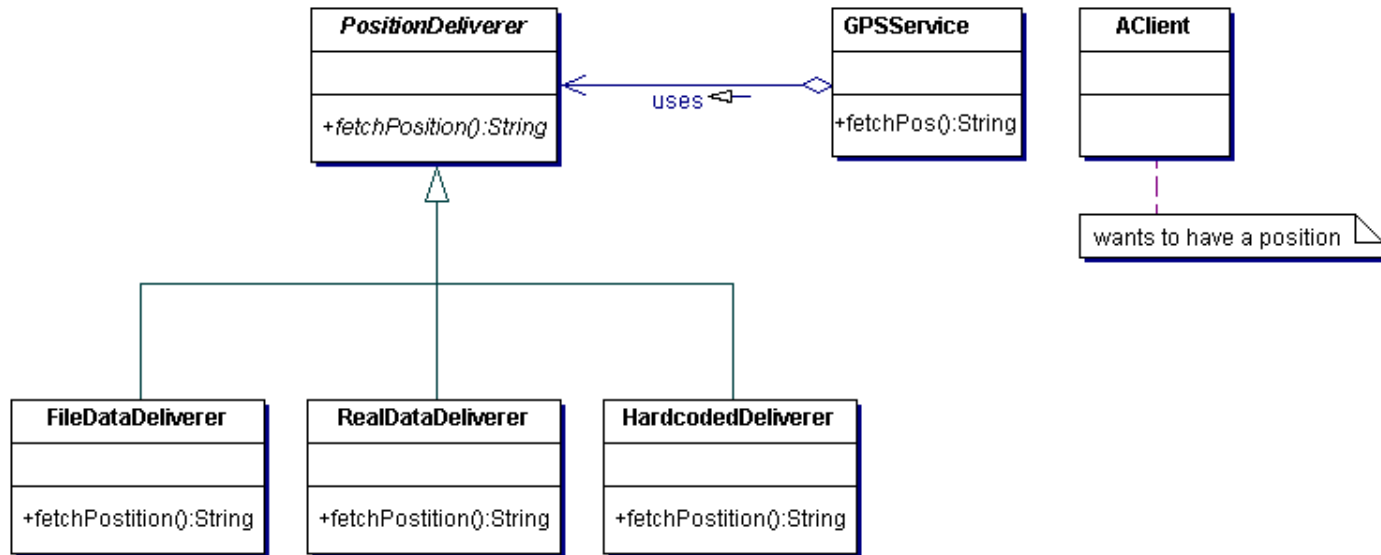 PositionDeliverer
GPSService
AClient
uses
+fetchPosition():String
+fetchPos():String
wants to have a position
FileDataDeliverer
RealDataDeliverer
HardcodedDeliverer
+fetchPostition():String
+fetchPostition():String
+fetchPostition():String